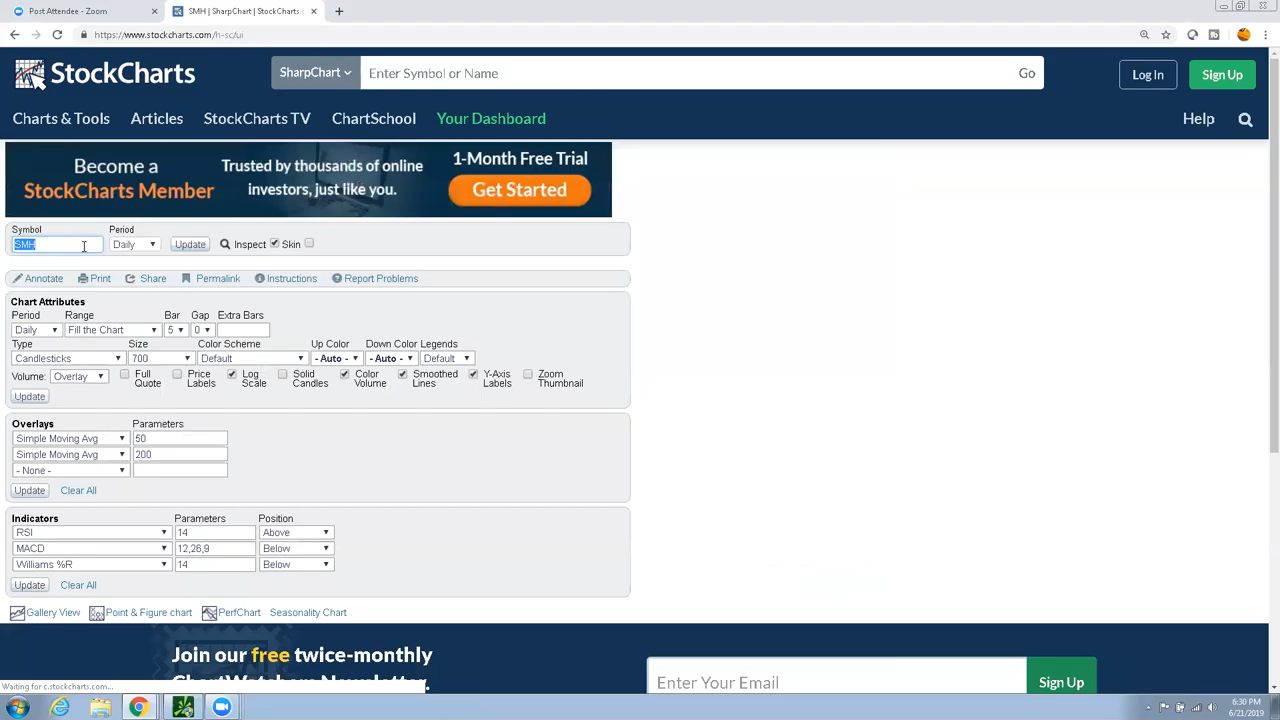 Post Attendee - Zoom
SMH | SharpChart | StockCharts.
https://www.stockcharts.com/h-sc/ui
StockCharts
SharpChart
Enter Symbol or Name
Go
Log In
Sign Up
Charts & Tools
Articles
StockCharts TV
ChartSchool
Your Dashboard
Help
Become a
StockCharts Member
Trusted by thousands of online
investors, just like you.
1-Month Free Trial
Get Started
Symbol Period
SMH Daily Update Inspect Skin
Annotate Print Share Permalink Instructions Report Problems
Chart Attributes
Period Range Bar Gap Extra Bars
Daily Fill the Chart 5 0
Type Size Color Scheme Up Color Down Color Legends
Candlesticks 700 Default - Auto - - Auto - Default
Volume: Overlay
Full Quote
Price Labels
Log Scale
Solid Candles
Color Volume
Smoothed Lines
Y-Axis Labels
Zoom Thumbnail
Update
Overlays Parameters
Simple Moving Avg 50
Simple Moving Avg 200
- None -
Update Clear All
Indicators Parameters Position
RSI 14 Above
MACD 12,26,9 Below
Williams %R 14 Below
Update Clear All
Gallery View Point & Figure chart PerfChart Seasonality Chart
Join our free twice-monthly
ChartWatchers Newsletter.
Enter Your Email
Sign Up
Waiting for c.stockcharts.com...
6:30 PM
6/21/2019